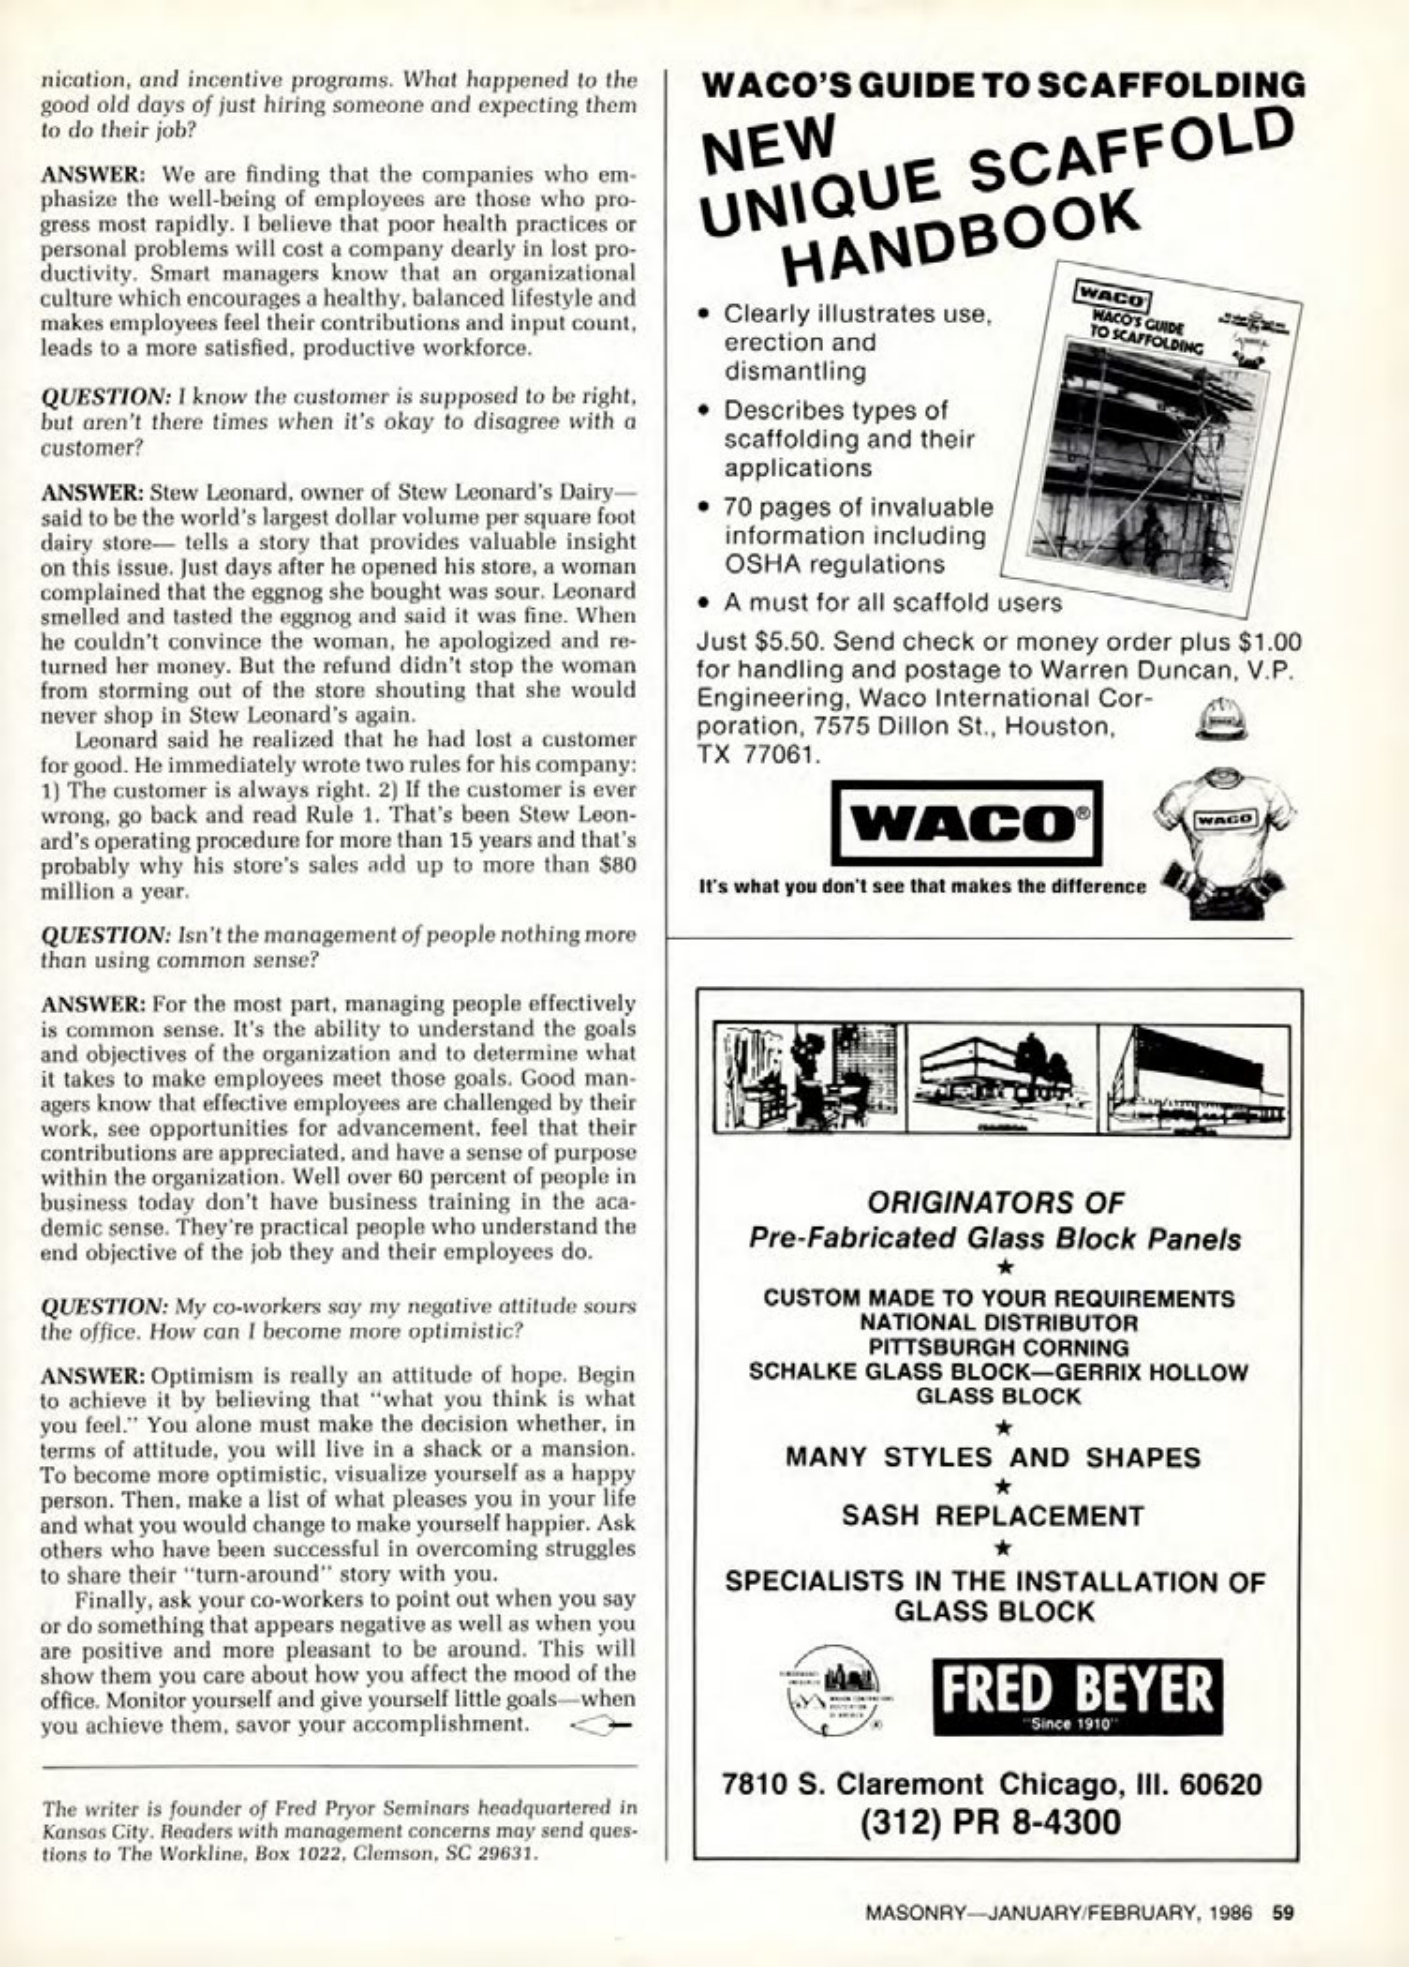 nication, and incentive programs. What happened to the
good old days of just hiring someone and expecting them
to do their job?
ANSWER: We are finding that the companies who em-
phasize the well-being of employees are those who pro-
gress most rapidly. I believe that poor health practices or
personal problems will cost a company dearly in lost pro-
ductivity. Smart managers know that an organizational
culture which encourages a healthy, balanced lifestyle and
makes employees feel their contributions and input count,
leads to a more satisfied, productive workforce.
QUESTION: I know the customer is supposed to be right,
but aren't there times when it's okay to disagree with a
customer?
ANSWER: Stew Leonard, owner of Stew Leonard's Dairy—
said to be the world's largest dollar volume per square foot
dairy store— tells a story that provides valuable insight
on this issue. Just days after he opened his store, a woman
complained that the eggnog she bought was sour. Leonard
smelled and tasted the eggnog and said it was fine. When
he couldn't convince the woman, he apologized and re-
turned her money. But the refund didn't stop the woman
from storming out of the store shouting that she would
never shop in Stew Leonard's again.
Leonard said he realized that he had lost a customer
for good. He immediately wrote two rules for his company:
1) The customer is always right. 2) If the customer is ever
wrong, go back and read Rule 1. That's been Stew Leon-
ard's operating procedure for more than 15 years and that's
probably why his store's sales add up to more than $80
million a year.
QUESTION: Isn't the management of people nothing more
than using common sense?
ANSWER: For the most part, managing people effectively
is common sense. It's the ability to understand the goals
and objectives of the organization and to determine what
it takes to make employees meet those goals. Good man-
agers know that effective employees are challenged by their
work, see opportunities for advancement, feel that their
contributions are appreciated, and have a sense of purpose
within the organization. Well over 60 percent of people in
business today don't have business training in the aca-
demic sense. They're practical people who understand the
end objective of the job they and their employees do.
QUESTION: My co-workers say my negative attitude sours
the office. How can I become more optimistic?
ANSWER: Optimism is really an attitude of hope. Begin
to achieve it by believing that "what you think is what
you feel." You alone must make the decision whether, in
terms of attitude, you will live in a shack or a mansion.
To become more optimistic, visualize yourself as a happy
person. Then, make a list of what pleases you in your life
and what you would change to make yourself happier. Ask
others who have been successful in overcoming struggles
to share their "turn-around" story with you.
Finally, ask your co-workers to point out when you say
or do something that appears negative as well as when you
are positive and more pleasant to be around. This will
show them you care about how you affect the mood of the
office. Monitor yourself and give yourself little goals—when
you achieve them, savor your accomplishment.
The writer is founder of Fred Pryor Seminars headquartered in
Kansas City. Readers with management concerns may send ques-
tions to The Workline, Box 1022, Clemson, SC 29631.
WACO'S GUIDE TO SCAFFOLDING
NEW
UNIQUE SCAFFOLD
HANDBOOK
• Clearly illustrates use,
erection and
dismantling
• Describes types of
scaffolding and their
applications
• 70 pages of invaluable
information including
OSHA regulations
• A must for all scaffold users
WACO
WACO'S GUIDE
TO SCAFFOLDING
Just $5.50. Send check or money order plus $1.00
for handling and postage to Warren Duncan, V.P.
Engineering, Waco International Cor-
poration, 7575 Dillon St., Houston,
TX 77061.
WACO
WACO®
WACO
It's what you don't see that makes the difference
ORIGINATORS OF
Pre-Fabricated Glass Block Panels
★
CUSTOM MADE TO YOUR REQUIREMENTS
NATIONAL DISTRIBUTOR
PITTSBURGH CORNING
SCHALKE GLASS BLOCK—GERRIX HOLLOW
GLASS BLOCK
★
MANY STYLES AND SHAPES
★
SASH REPLACEMENT
★
SPECIALISTS IN THE INSTALLATION OF
GLASS BLOCK
FRED BEYER
"Since 1910"
7810 S. Claremont Chicago, Ill. 60620
(312) PR 8-4300
MASONRY—JANUARY/FEBRUARY, 1986 59